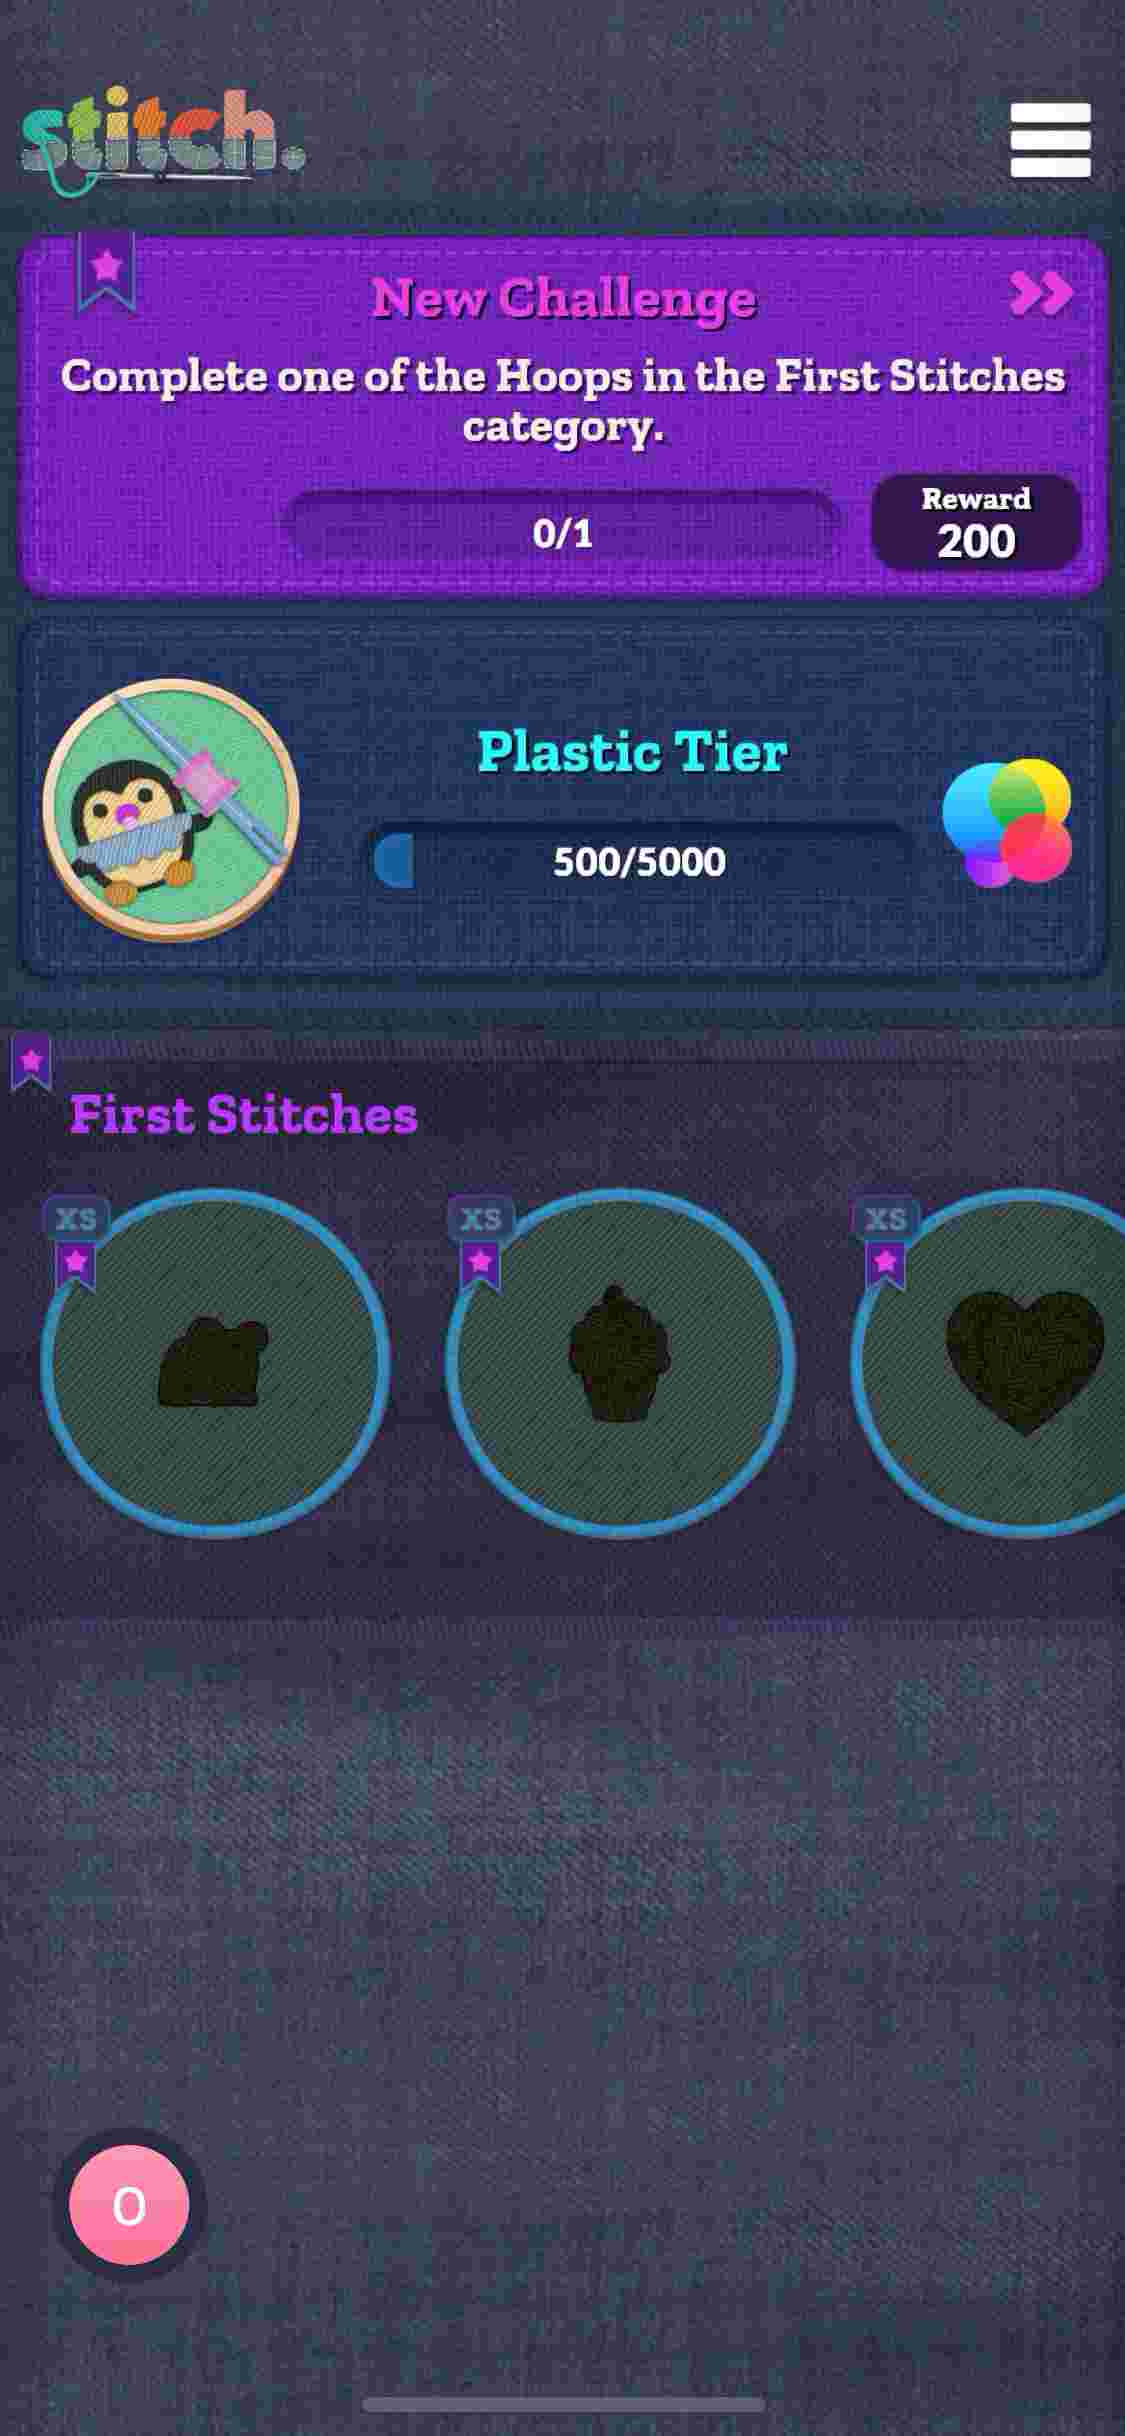 stitch.
New Challenge
Complete one of the Hoops in the First Stitches
category.
0/1
Reward
200
Plastic Tier
500/5000
First Stitches
XS
XS
XS
0